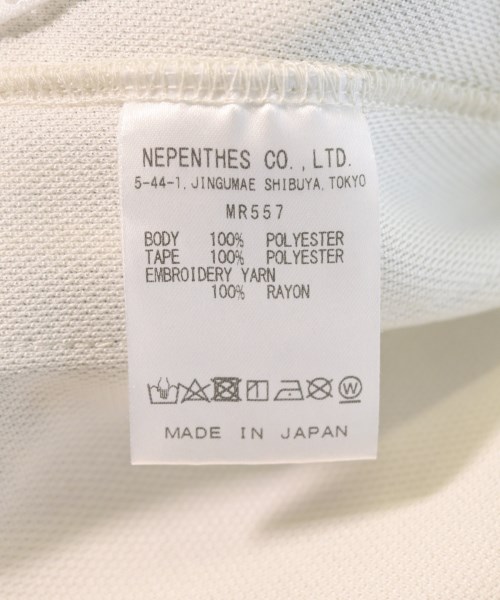 NEPENTHES CO.,LTD.
5-44-1, JINGUMAE SHIBUYA, TOKYO
MR557
BODY 100% POLYESTER
TAPE 100% POLYESTER
EMBROIDERY YARN
100% RAYON
W
MADE IN JAPAN